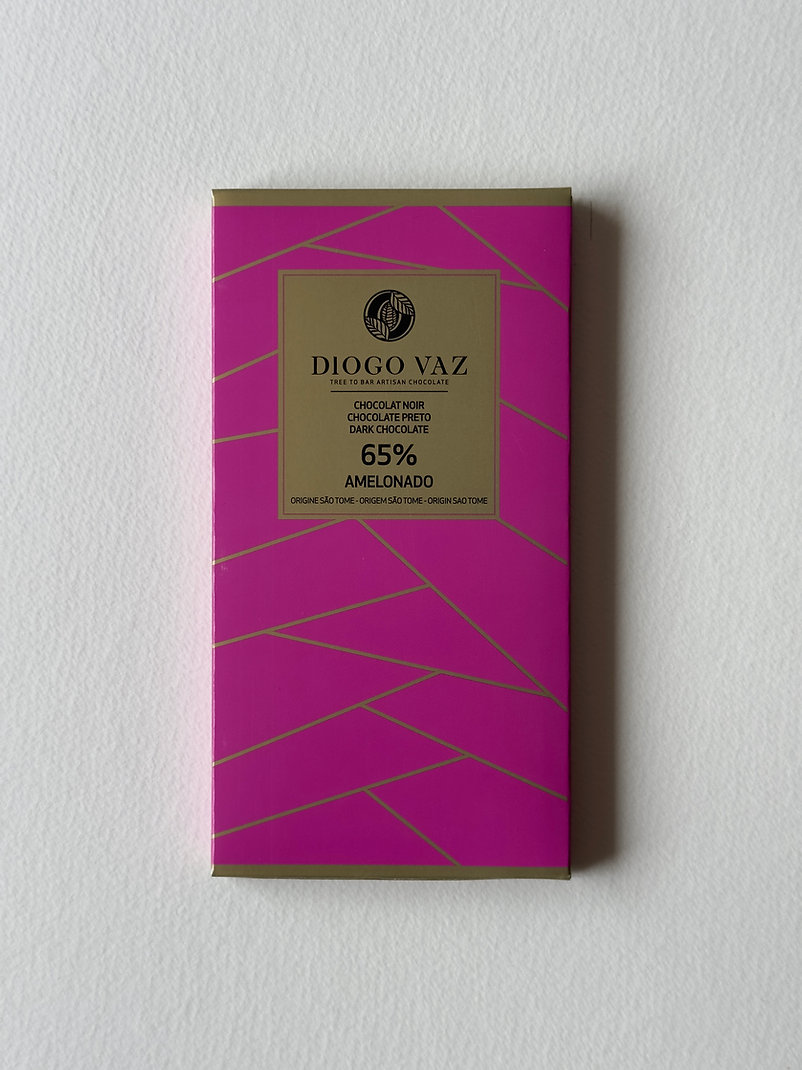 DIOGO VAZ
TREE TO BAR ARTISAN CHOCOLATE
CHOCOLAT NOIR
CHOCOLATE PRETO
DARK CHOCOLATE
65%
AMELONADO
ORIGINE SÃO TOME - ORIGEM SÃO TOME - ORIGIN SAO TOME